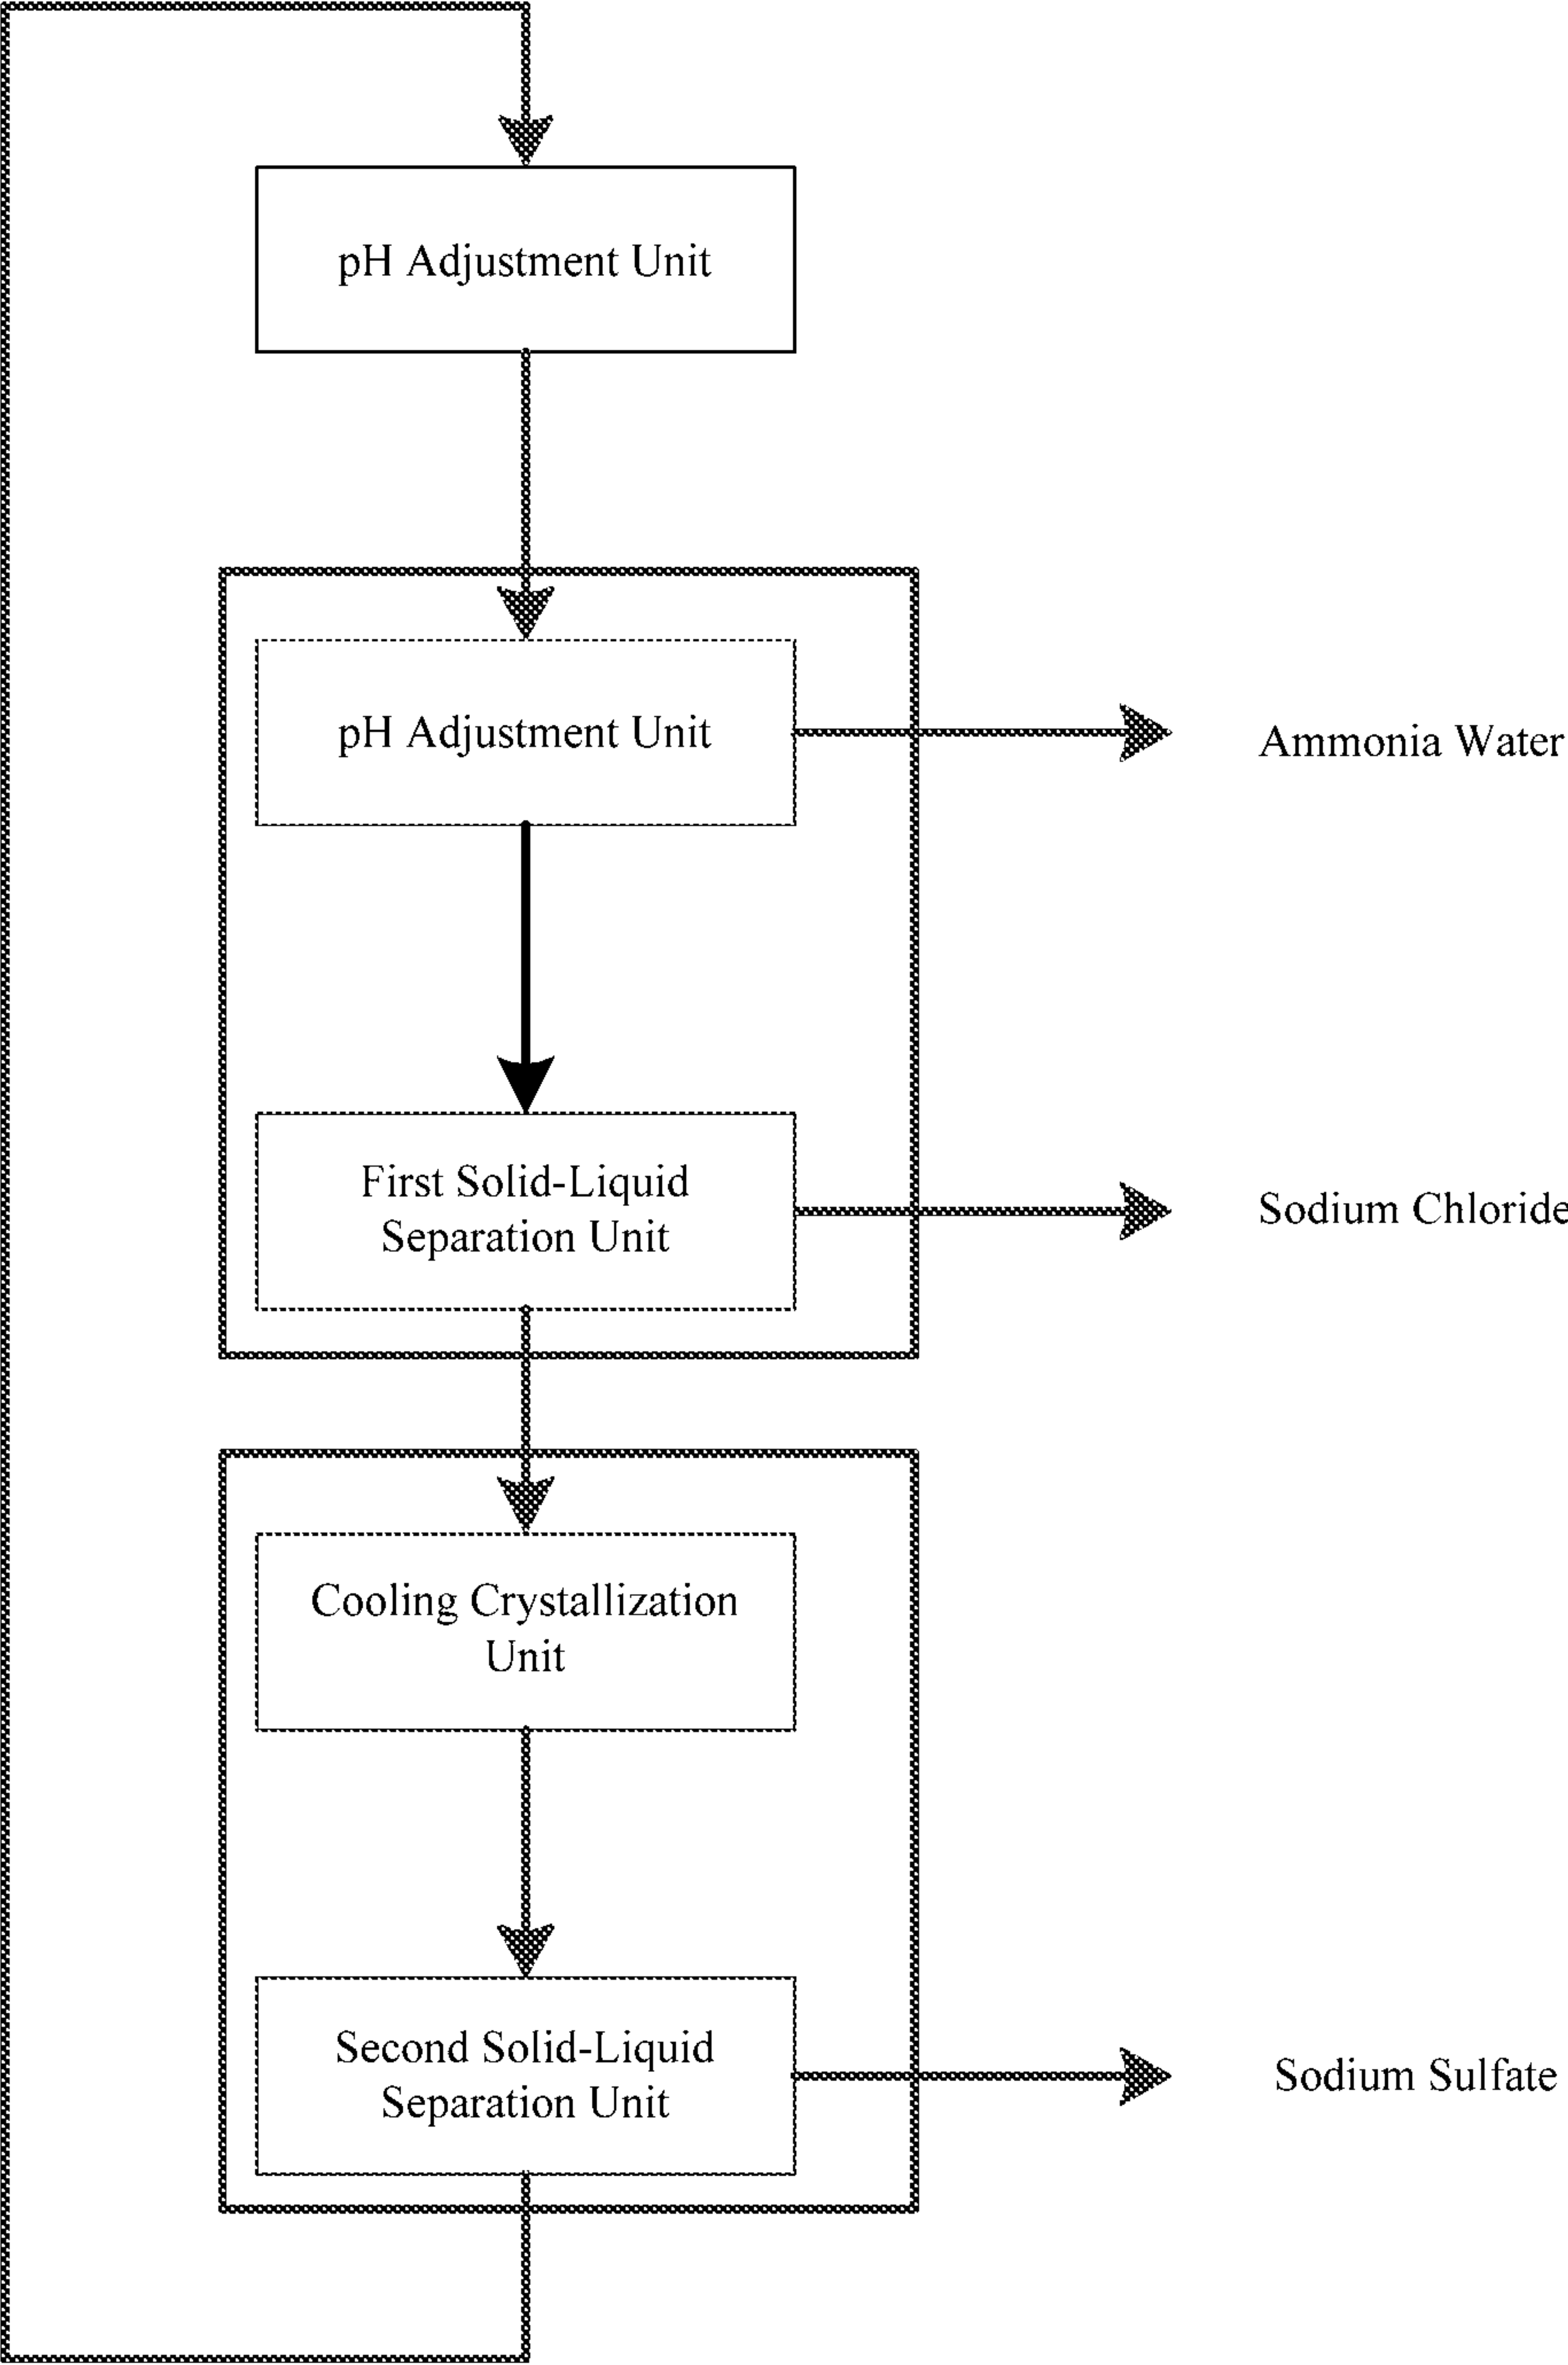 pH Adjustment Unit
pH Adjustment Unit
Ammonia Water
First Solid-Liquid
Separation Unit
Sodium Chloride
Cooling Crystallization
Unit
Second Solid-Liquid
Separation Unit
Sodium Sulfate